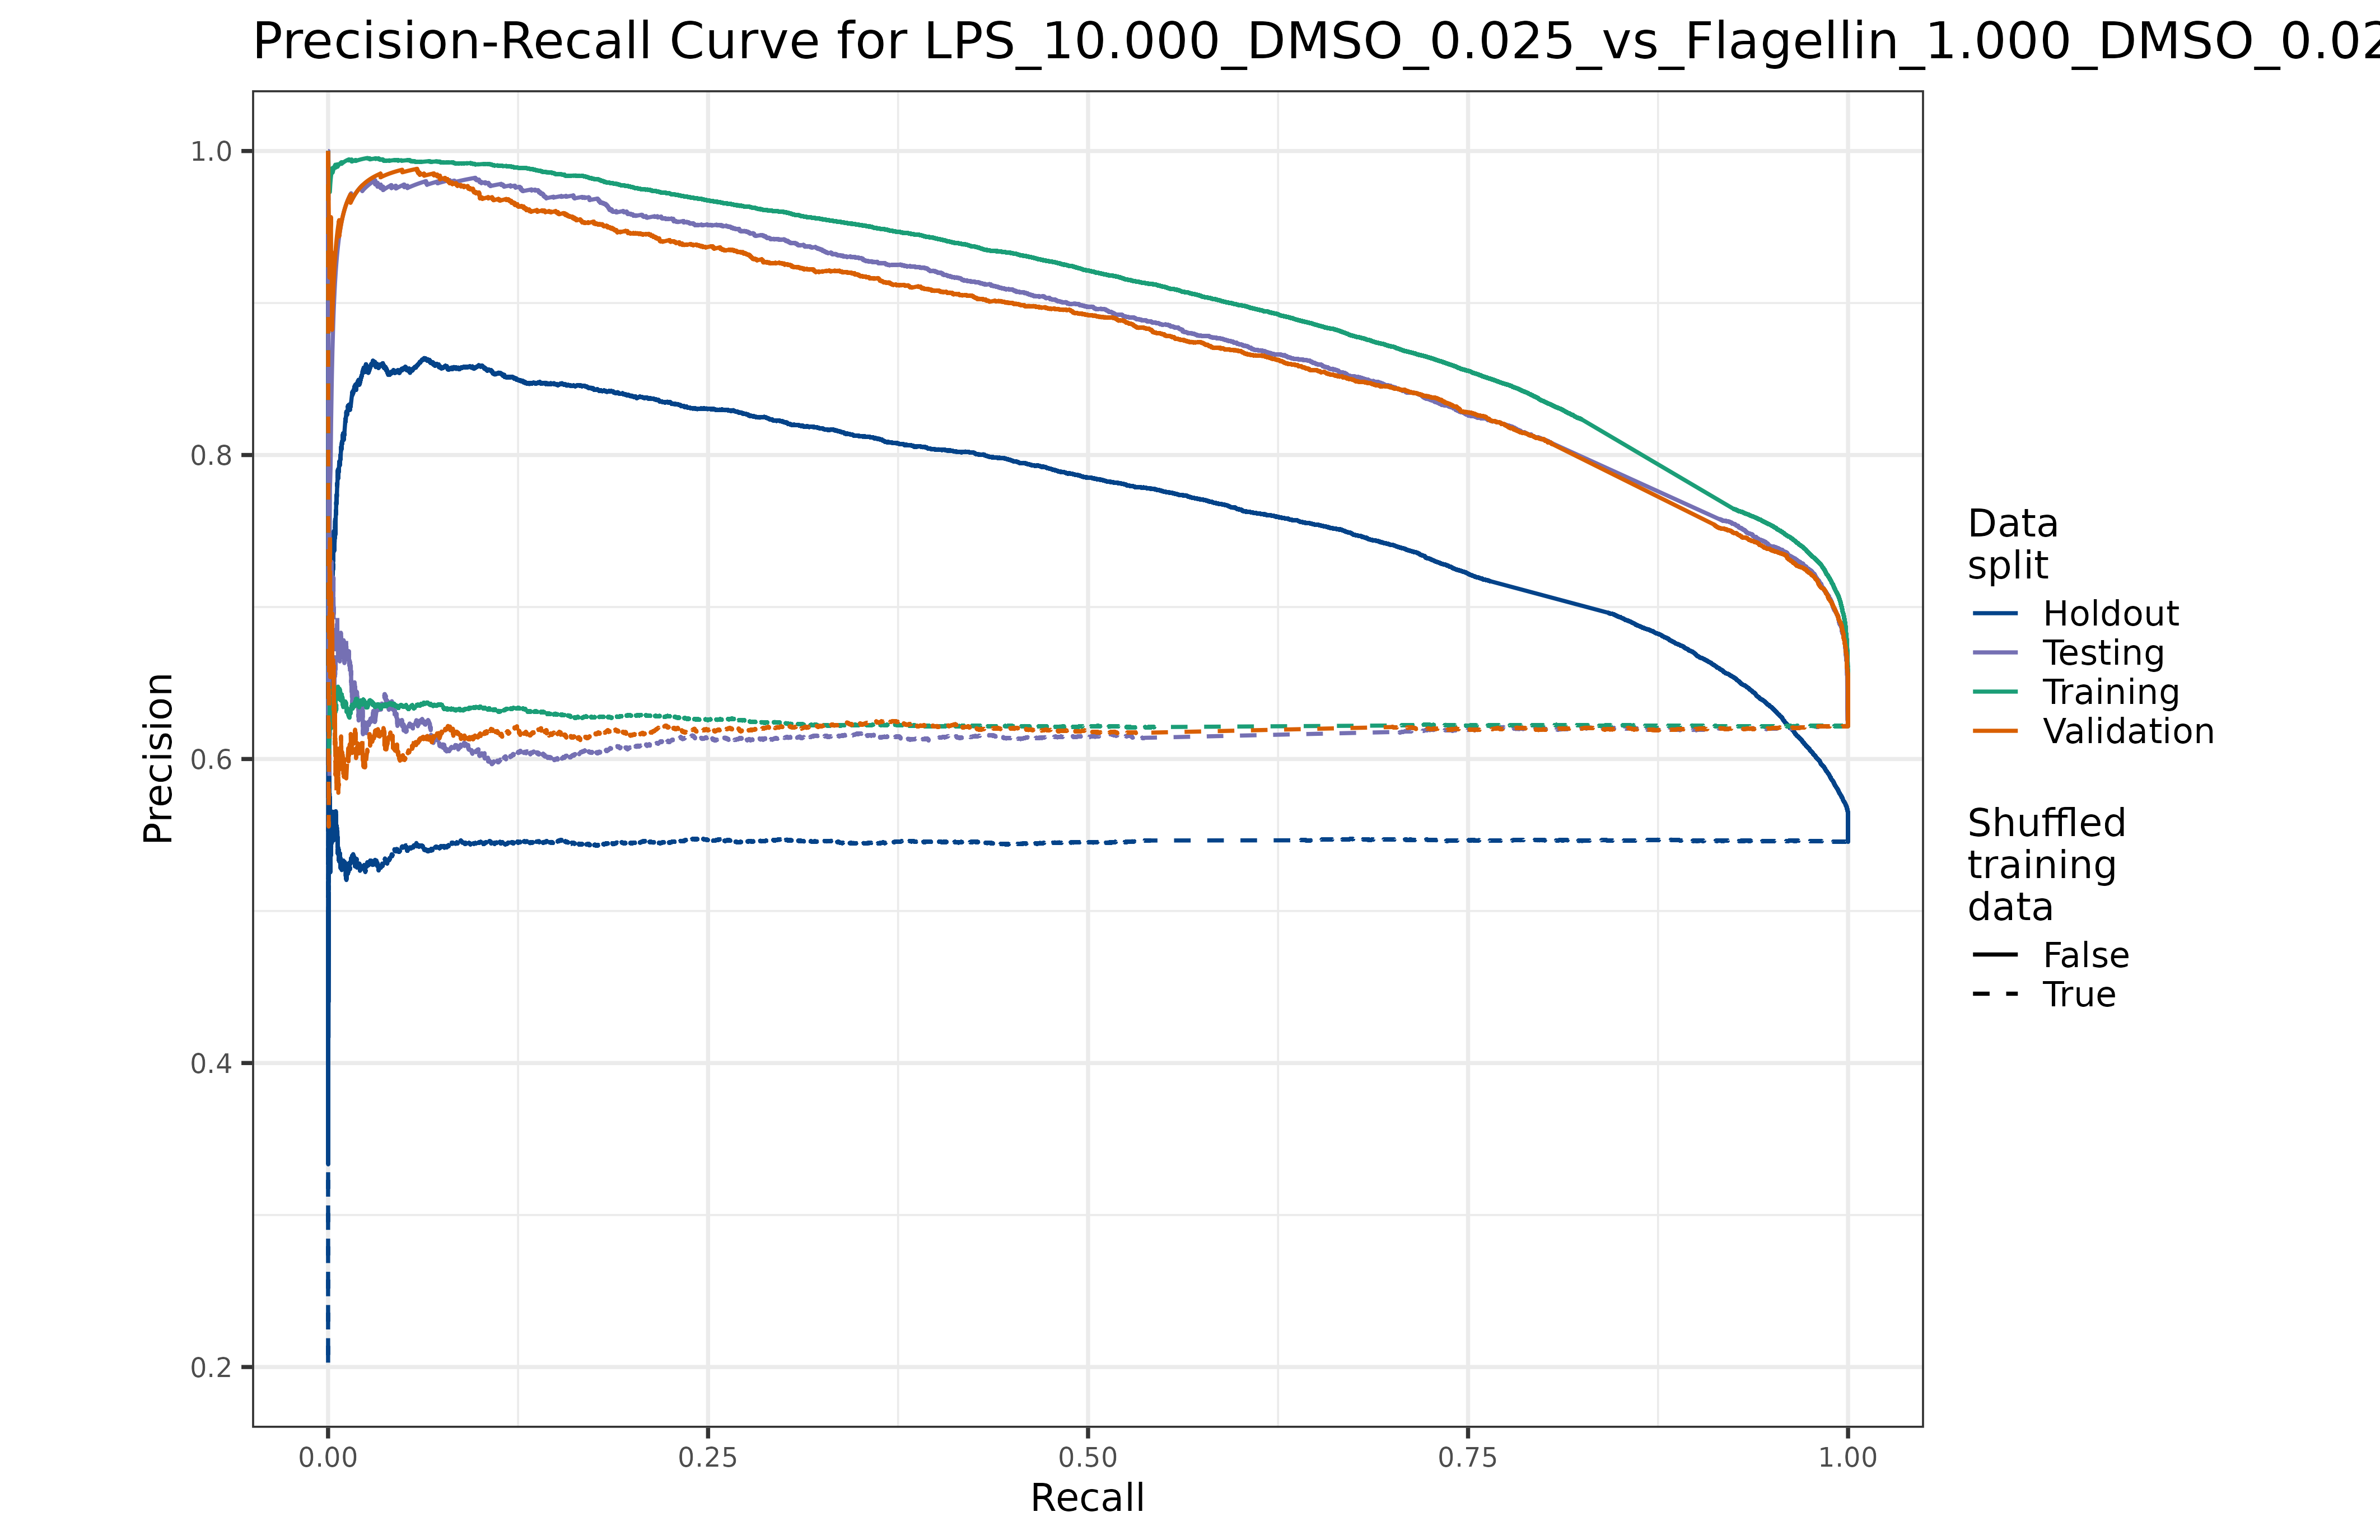 Precision-Recall Curve for LPS_10.000_DMSO_0.025_vs_Flagellin_1.000_DMSO_0.02
1.0
0.8
0.6
0.4
0.2
Precision
0.00
0.25
0.50
0.75
1.00
Recall
Data
split
Holdout
Testing
Training
Validation
Shuffled
training
data
False
True